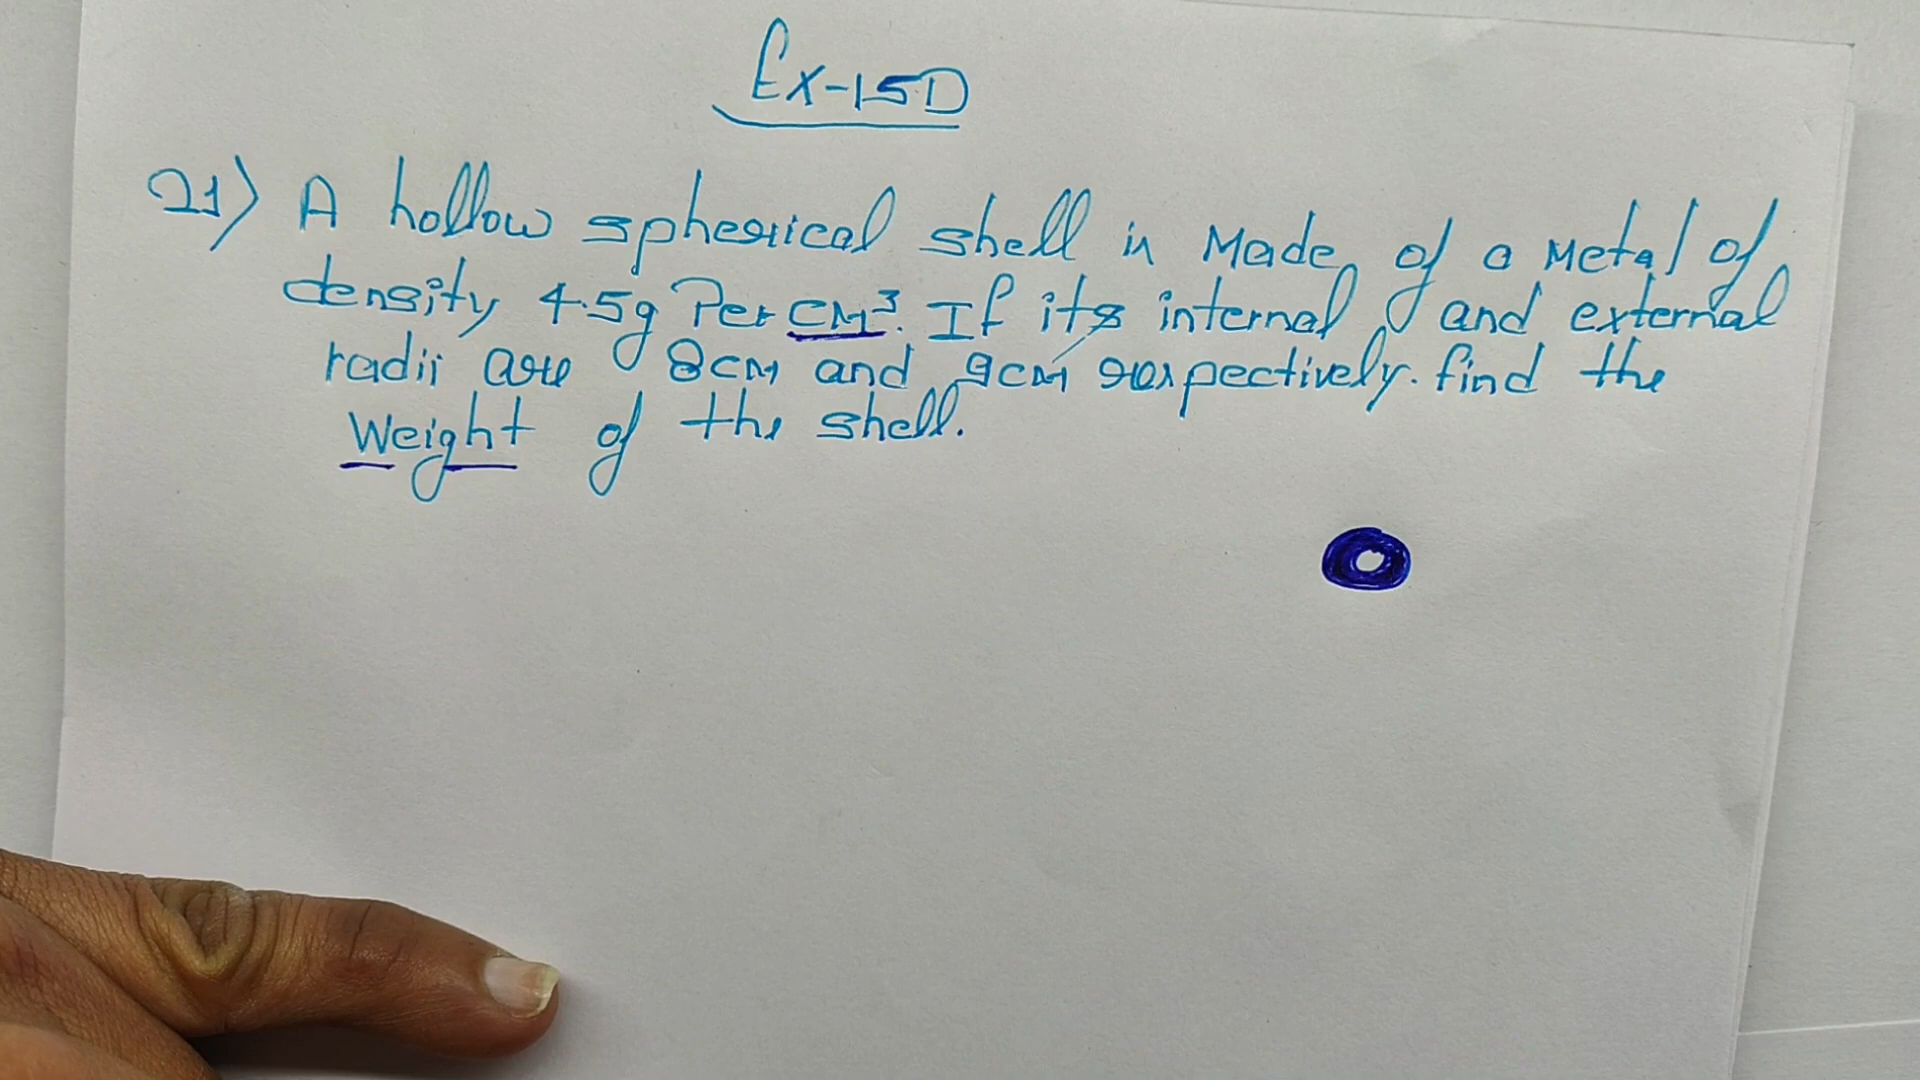 Ex-15D
21) A hollow spherical shell is Made of a Metal of
density 4.5g Per CM³. If its internal and external
radii are 8CM and 9CM respectively. find the
Weight of the shell.